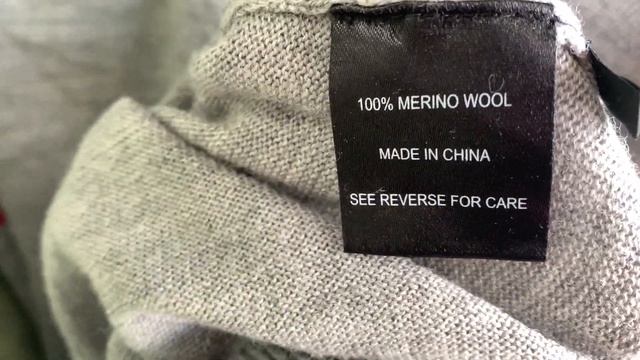 100% MERINO WOOL
MADE IN CHINA
SEE REVERSE FOR CARE